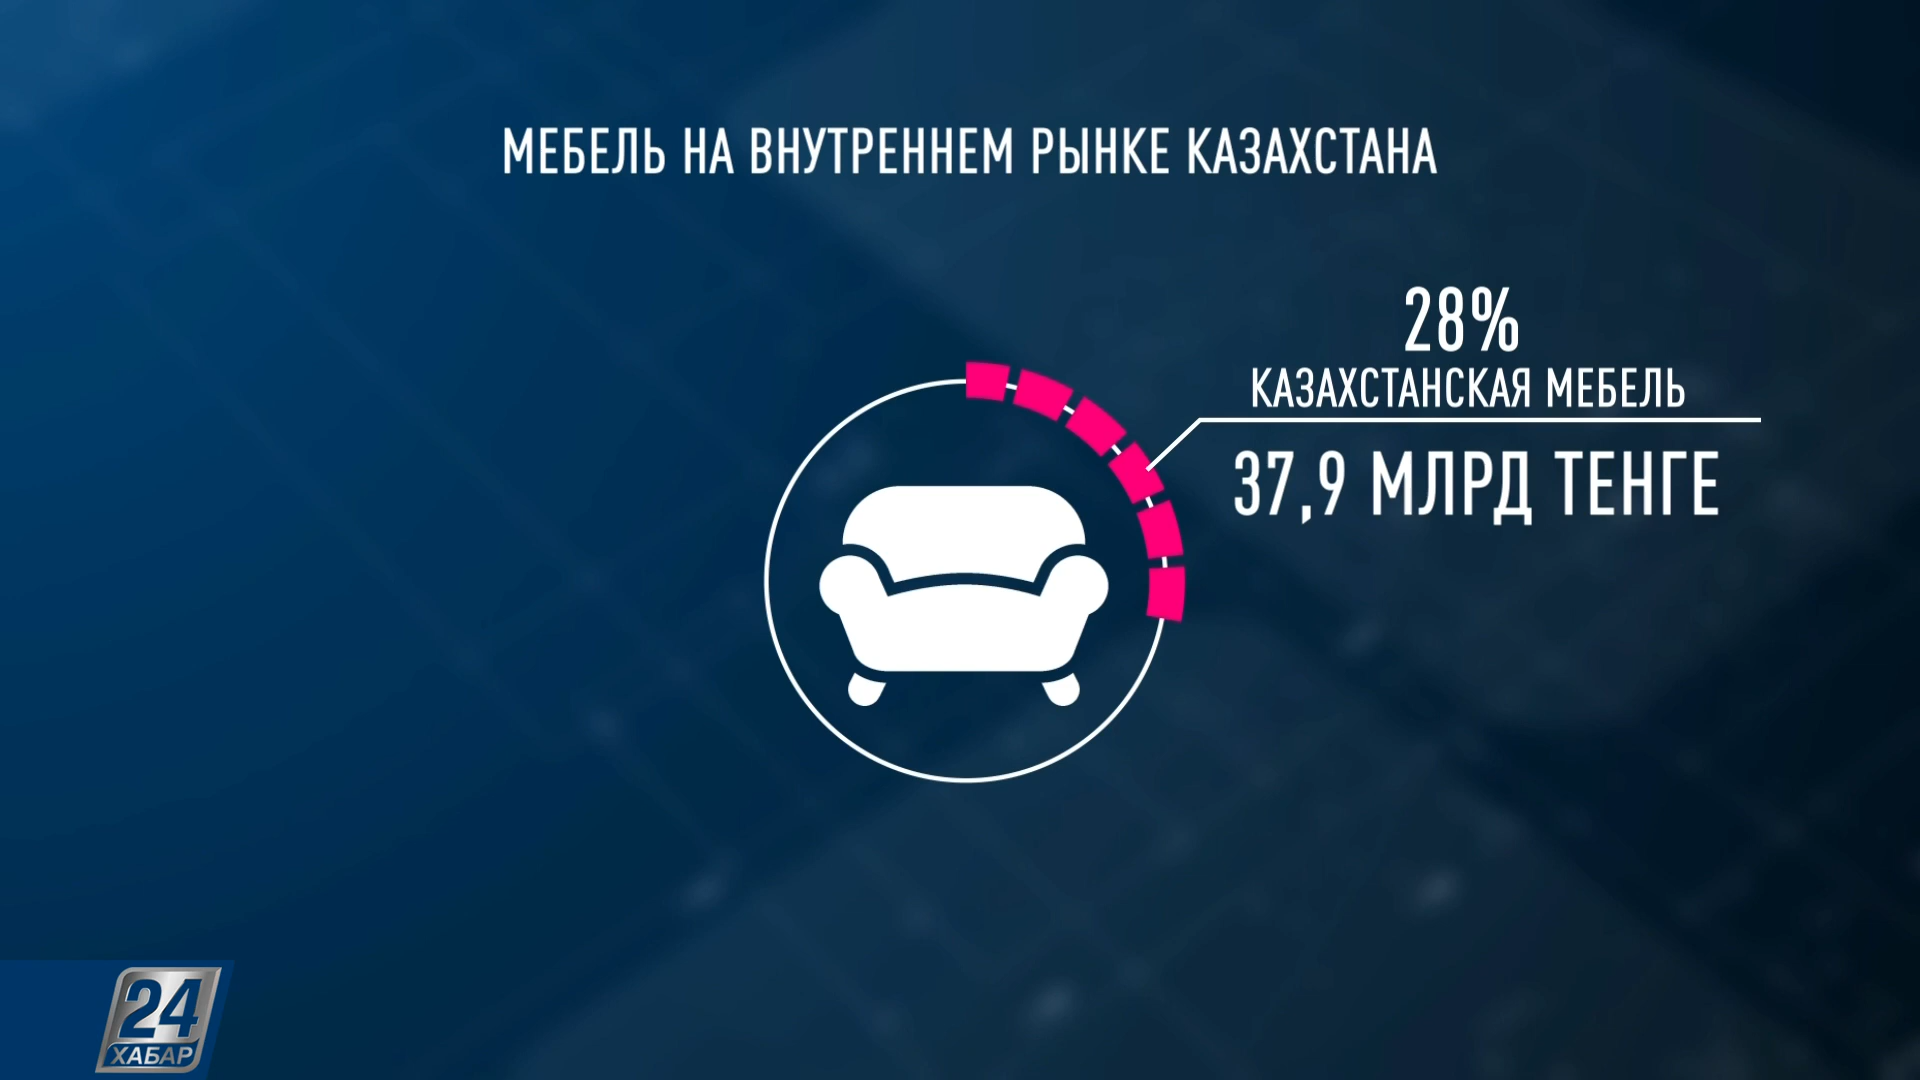 МЕБЕЛЬ НА ВНУТРЕННЕМ РЫНКЕ КАЗАХСТАНА
28%
КАЗАХСТАНСКАЯ МЕБЕЛЬ
37,9 МЛРД ТЕНГЕ
24
ХАБАР